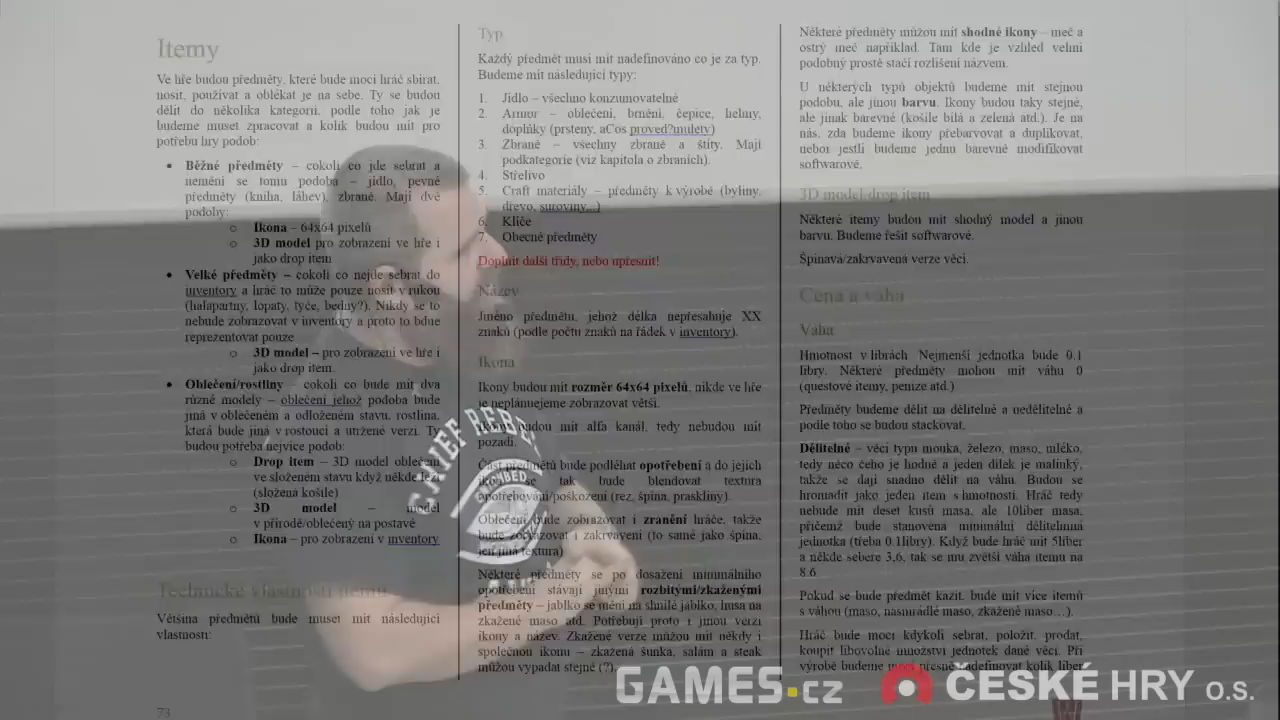 Itemy
Ve hře budou předměty, které bude moci hráč sbírat,
nosit, používat a oblékat je na sebe. Ty se budou
dělit do několika kategorií, podle toho jak je
budeme muset zpracovat a kolik budou mít pro
potřebu hry podob:
• Běžné předměty – cokoli co jde sebrat a
nemění se tomu podoba – jídlo, pevné
předměty (kniha, láhev), zbraně. Mají dvě
podoby:
o Ikona – 64x64 pixelů
o 3D model pro zobrazení ve hře i
jako drop item
• Velké předměty – cokoli co nejde sebrat do
inventory a hráč to může pouze nosit v rukou
(halapartny, lopaty, tyče, bedny?). Nikdy se to
nebude zobrazovat v inventory a proto to bdue
reprezentovat pouze
o 3D model – pro zobrazení ve hře i
jako drop item.
• Oblečení/rostliny – cokoli co bude mít dva
různé modely – oblečení jehož podoba bude
jiná v oblečeném a odloženém stavu, rostlina,
která bude jiná v rostoucí a utržené verzi. Ty
budou potřeba nejvíce podob:
o Drop item – 3D model oblečení
ve složeném stavu když někde leží
(složená košile)
o 3D model – model
v přírodě/oblečený na postavě
o Ikona – pro zobrazení v inventory
Technické vlastnosti itemů
Většina předmětů bude muset mít následující
vlastnosti:
73
Typ
Každý předmět musí mít nadefinováno co je za typ.
Budeme mít následující typy:
1. Jídlo – všechno konzumovatelné
2. Armor – oblečení, brnění, čepice, helmy,
doplňky (prsteny, aCos proved?mulety)
3. Zbraně – všechny zbraně a štíty. Mají
podkategorie (viz kapitola o zbraních).
4. Střelivo
5. Craft materiály – předměty k výrobě (byliny,
dřevo, suroviny...)
6. Klíče
7. Obecné předměty
Doplnit další třídy, nebo upřesnit!
Název
Jméno předmětu, jehož délka nepřesahuje XX
znaků (podle počtu znaků na řádek v inventory).
Ikona
Ikony budou mít rozměr 64x64 pixelů, nikde ve hře
je neplánujeme zobrazovat větší.
Ikony budou mít alfa kanál, tedy nebudou mít
pozadí.
Část předmětů bude podléhat opotřebení a do jejich
ikon se tak bude blendovat textura
opotřebování/poškození (rez, špína, praskliny).
Oblečení bude zobrazovat i zranění hráče, takže
bude zobrazovat i zakrvavení (to samé jako špína,
jen jiná textura)
Některé předměty se po dosažení minimálního
opotřebení stávají jinými rozbitými/zkaženými
předměty – jablko se mění na shnilé jablko, husa na
zkažené maso atd. Potřebují proto i jinou verzi
ikony a název. Zkažené verze můžou mít někdy i
společnou ikonu – zkažená šunka, salám a steak
můžou vypadat stejně (?).
Některé předměty můžou mít shodné ikony – meč a
ostrý meč například. Tam kde je vzhled velmi
podobný prostě stačí rozlišení názvem.
U některých typů objektů budeme mít stejnou
podobu, ale jinou barvu. Ikony budou taky stejné,
ale jinak barevné (košile bílá a zelená atd.). Je na
nás, zda budeme ikony přebarvovat a duplikovat,
nebor jestli budeme jednu barevně modifikovat
softwarově.
3D model drop item
Některé itemy budou mít shodný model a jinou
barvu. Budeme řešit softwarově.
Špinavá/zakrvavená verze věcí.
Cena a váha
Váha
Hmotnost v librách. Nejmenší jednotka bude 0.1
libry. Některé předměty mohou mít váhu 0
(questové itemy, peníze atd.)
Předměty budeme dělit na dělitelné a nedělitelné a
podle toho se budou stackovat.
Dělitelné – věci typu mouka, železo, maso, mléko,
tedy něco čeho je hodně a jeden dílek je malinký,
takže se dají snadno dělit na váhu. Budou se
hromadit jako jeden item s hmotností. Hráč tedy
nebude mít deset kusů masa, ale 10liber masa,
přičemž bude stanovena minimální dělitelná
jednotka (třeba 0.1libry). Když bude hráč mít 5liber
a někde sebere 3,6, tak se mu zvětší váha itemu na
8.6
Pokud se bude předmět kazit, bude mít více itemů
s váhou (maso, nasmrádlé maso, zkažené maso…).
Hráč bude moci kdykoli sebrat, položit, prodat,
koupit libovolné množství jednotek dané věci. Při
výrobě budeme moci přesně nadefinovat kolik liber
CHIEF REBEL
GAMES.cz
ČESKÉ HRY o.s.